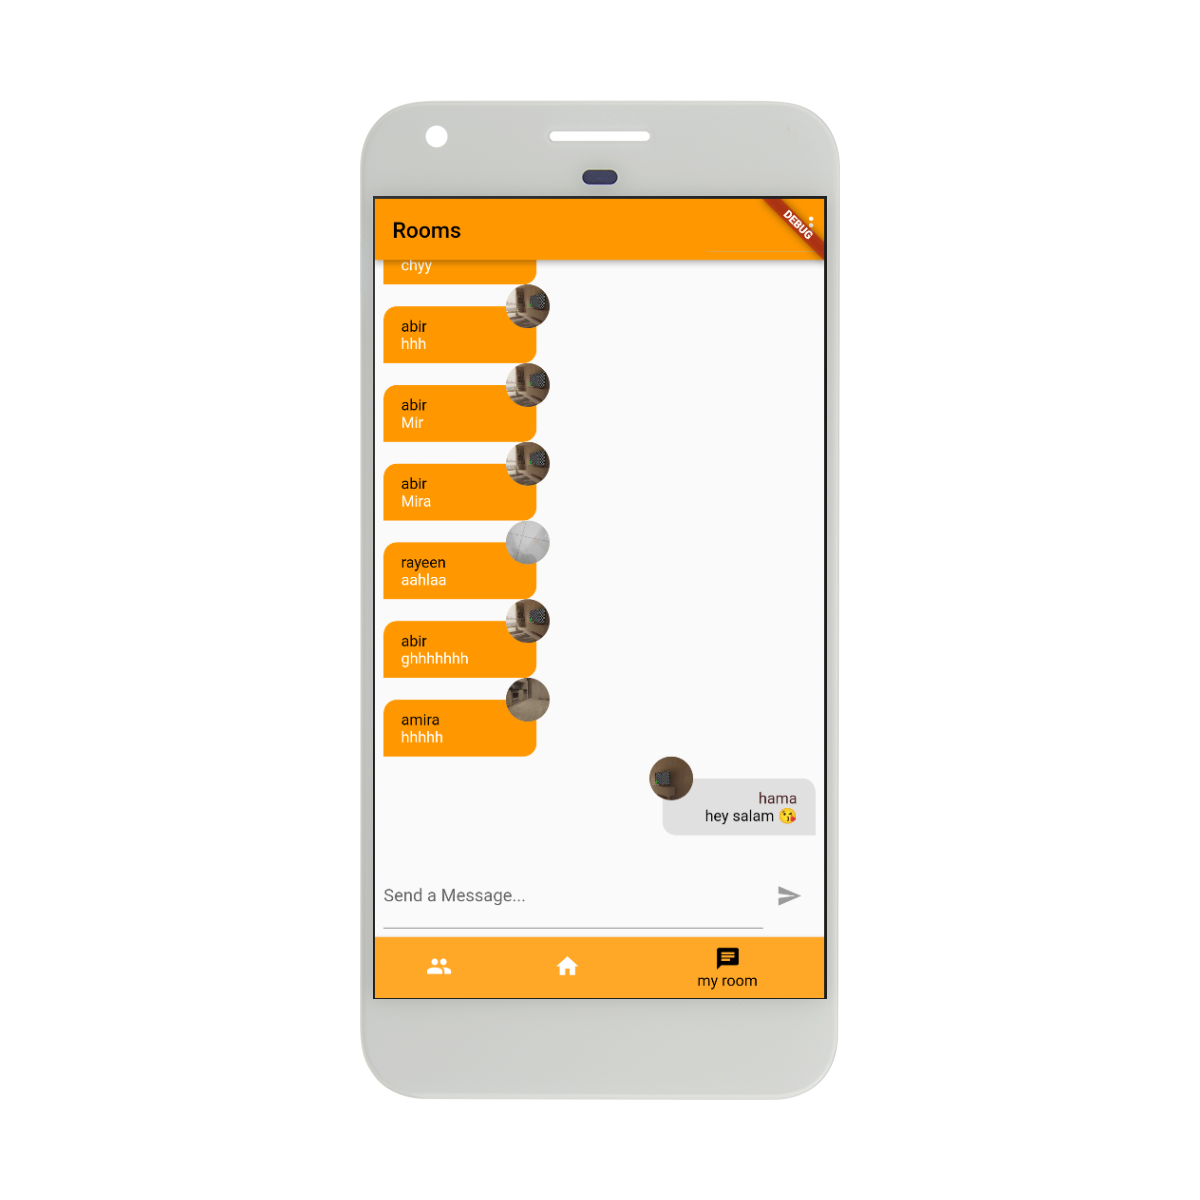 Rooms
DEBUG
chyy
abir
hhh
abir
Mir
abir
Mira
rayeen
aahlaa
abir
ghhhhhhh
amira
hhhhh
hama
hey salam 😘
Send a Message...
my room